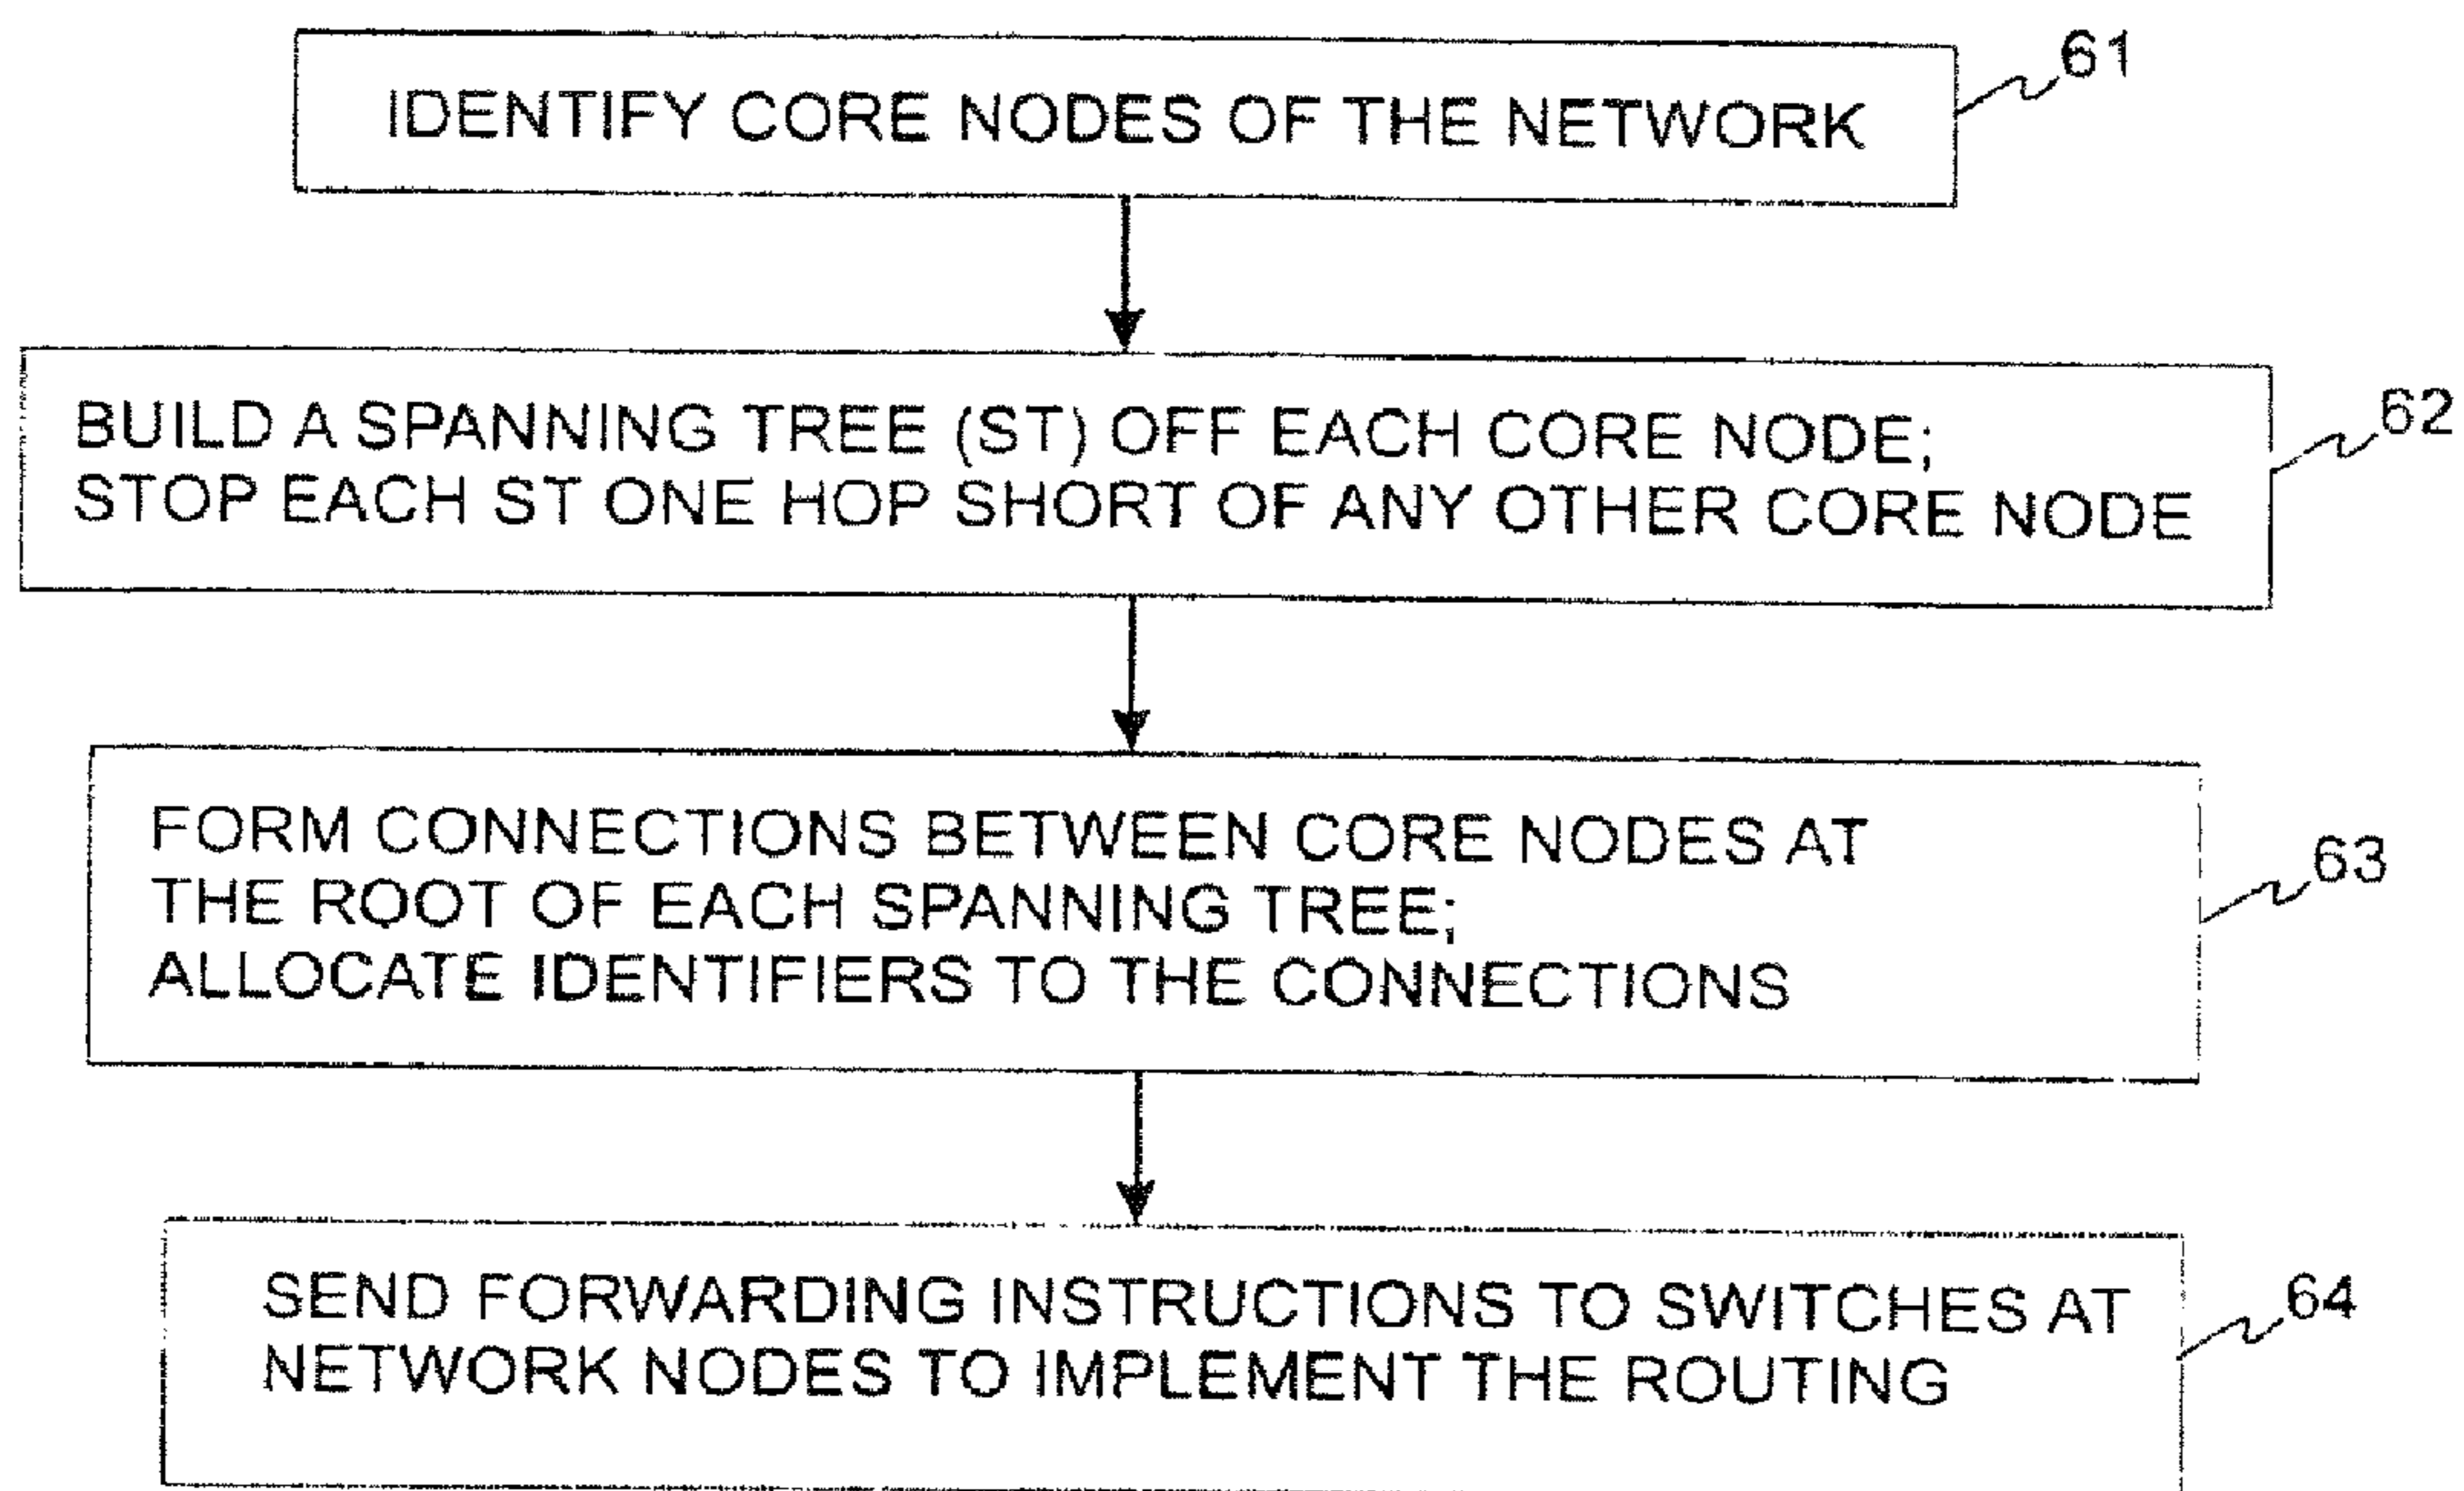 IDENTIFY CORE NODES OF THE NETWORK
61
BUILD A SPANNING TREE (ST) OFF EACH CORE NODE;
STOP EACH ST ONE HOP SHORT OF ANY OTHER CORE NODE
62
FORM CONNECTIONS BETWEEN CORE NODES AT
THE ROOT OF EACH SPANNING TREE;
ALLOCATE IDENTIFIERS TO THE CONNECTIONS
63
SEND FORWARDING INSTRUCTIONS TO SWITCHES AT
NETWORK NODES TO IMPLEMENT THE ROUTING
64